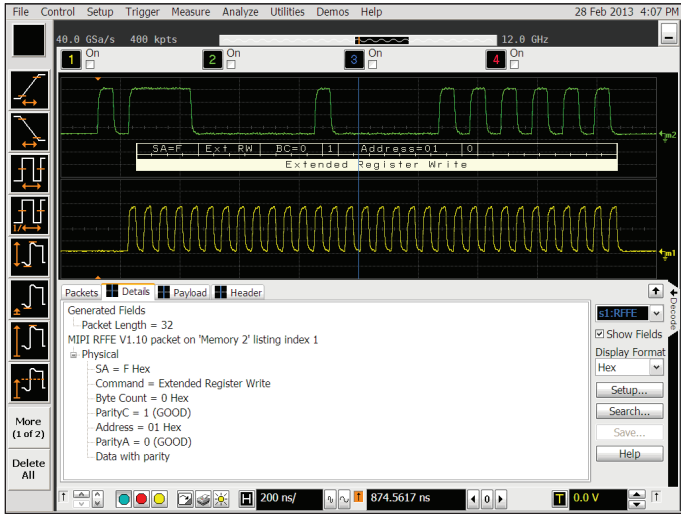 File Control Setup Trigger Measure Analyze Utilities Demos Help 28 Feb 2013 4:07 PM
40.0 GSa/s 400 kpts 12.0 GHz
1 On 2 On 3 On 4 On
m2
SA=F Ext RW BC=0 1 Address=01 0
Extended Register Write
m1
Packets Details Payload Header
Decode
Generated Fields
Packet Length = 32
MIPI RFFE V1.10 packet on 'Memory 2' listing index 1
Physical
SA = F Hex
Command = Extended Register Write
Byte Count = 0 Hex
ParityC = 1 (GOOD)
Address = 01 Hex
ParityA = 0 (GOOD)
Data with parity
s1:RFFE
Show Fields
Display Format
Hex
Setup...
Search...
Save...
Help
1/
More
(1 of 2)
Delete
All
H 200 ns/ 874.5617 ns 0 T 0.0 V